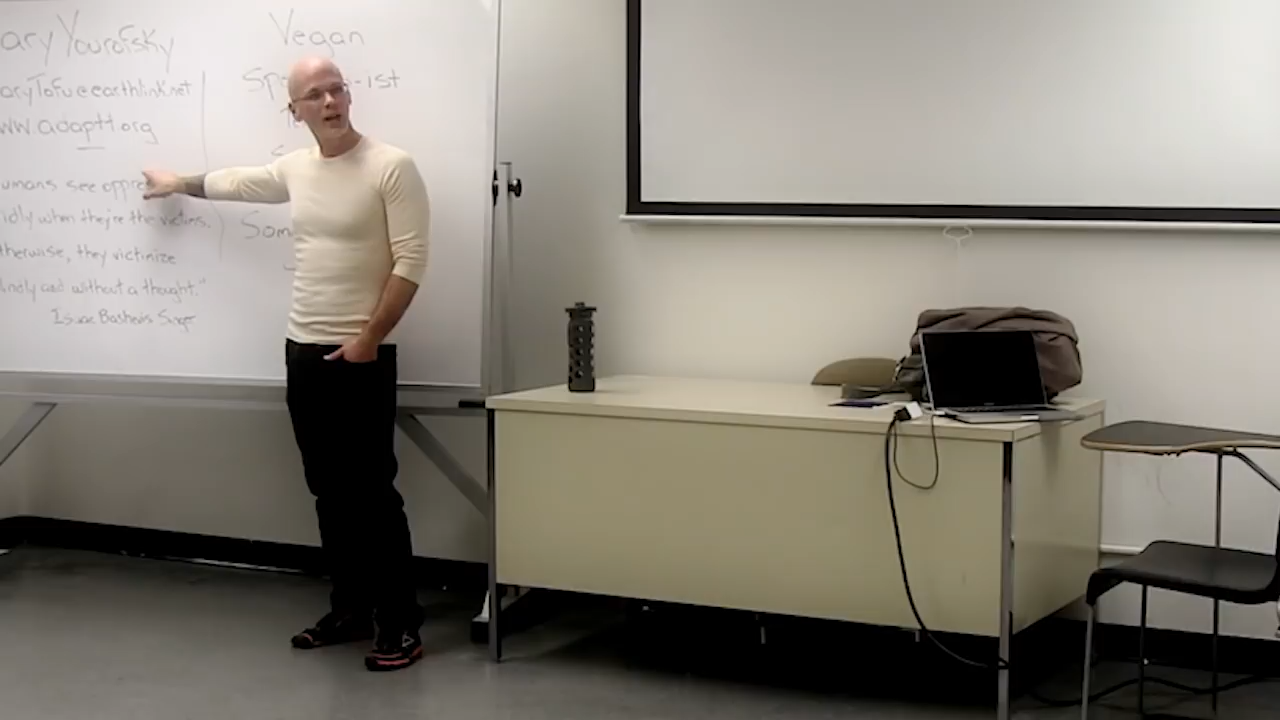 ary Yourofsky
aryTofu@earthlink.net
ww.adaptt.org
umans see oppre
idly when they're the victims.
therwise, they victimize
indly and without a thought."
Isaac Bashevis Singer
Vegan
Sp -ist
Som